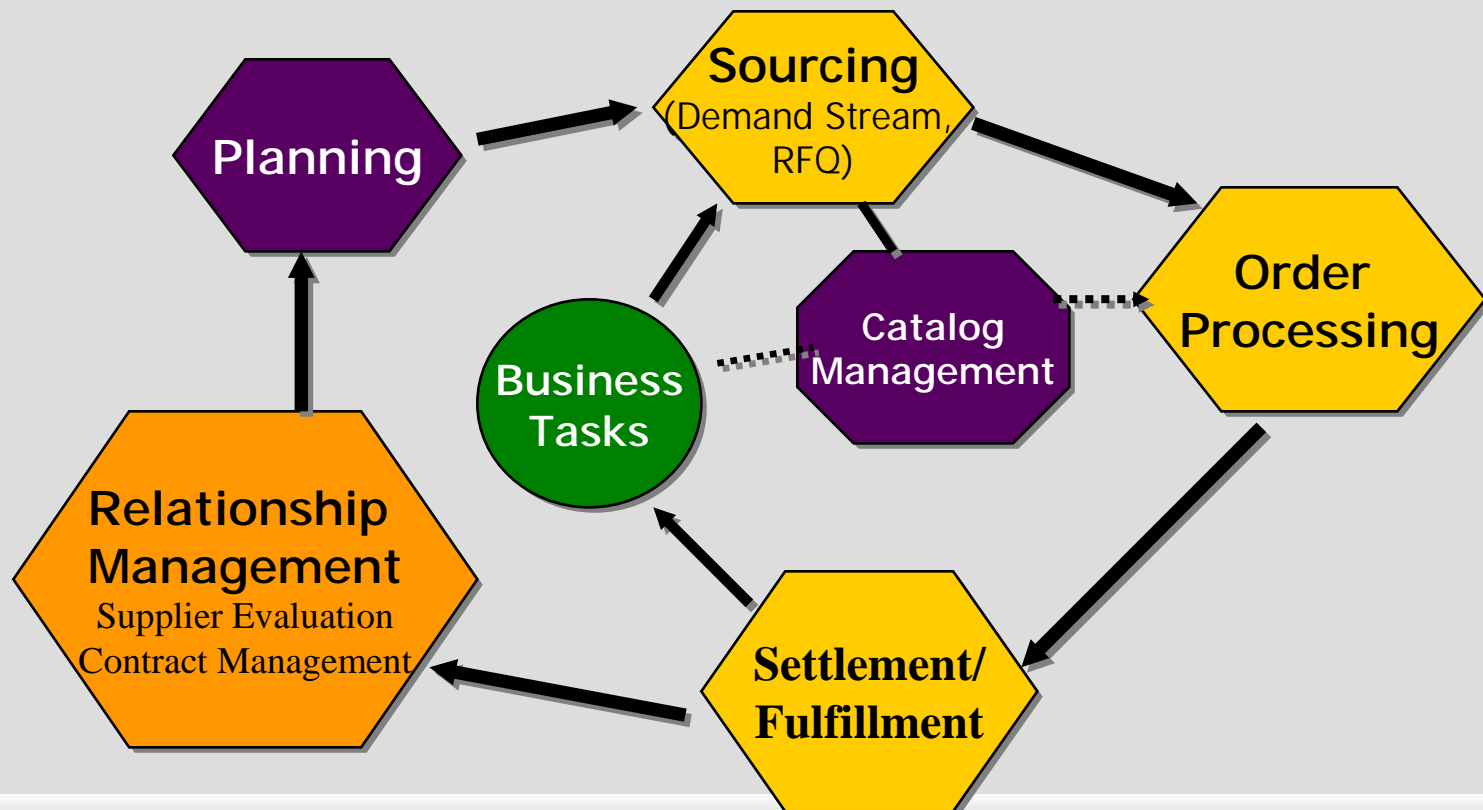 Sourcing
(Demand Stream,
RFQ)
Planning
Order
Processing
Catalog
Management
Business
Tasks
Relationship
Management
Supplier Evaluation
Contract Management
Settlement/
Fulfillment